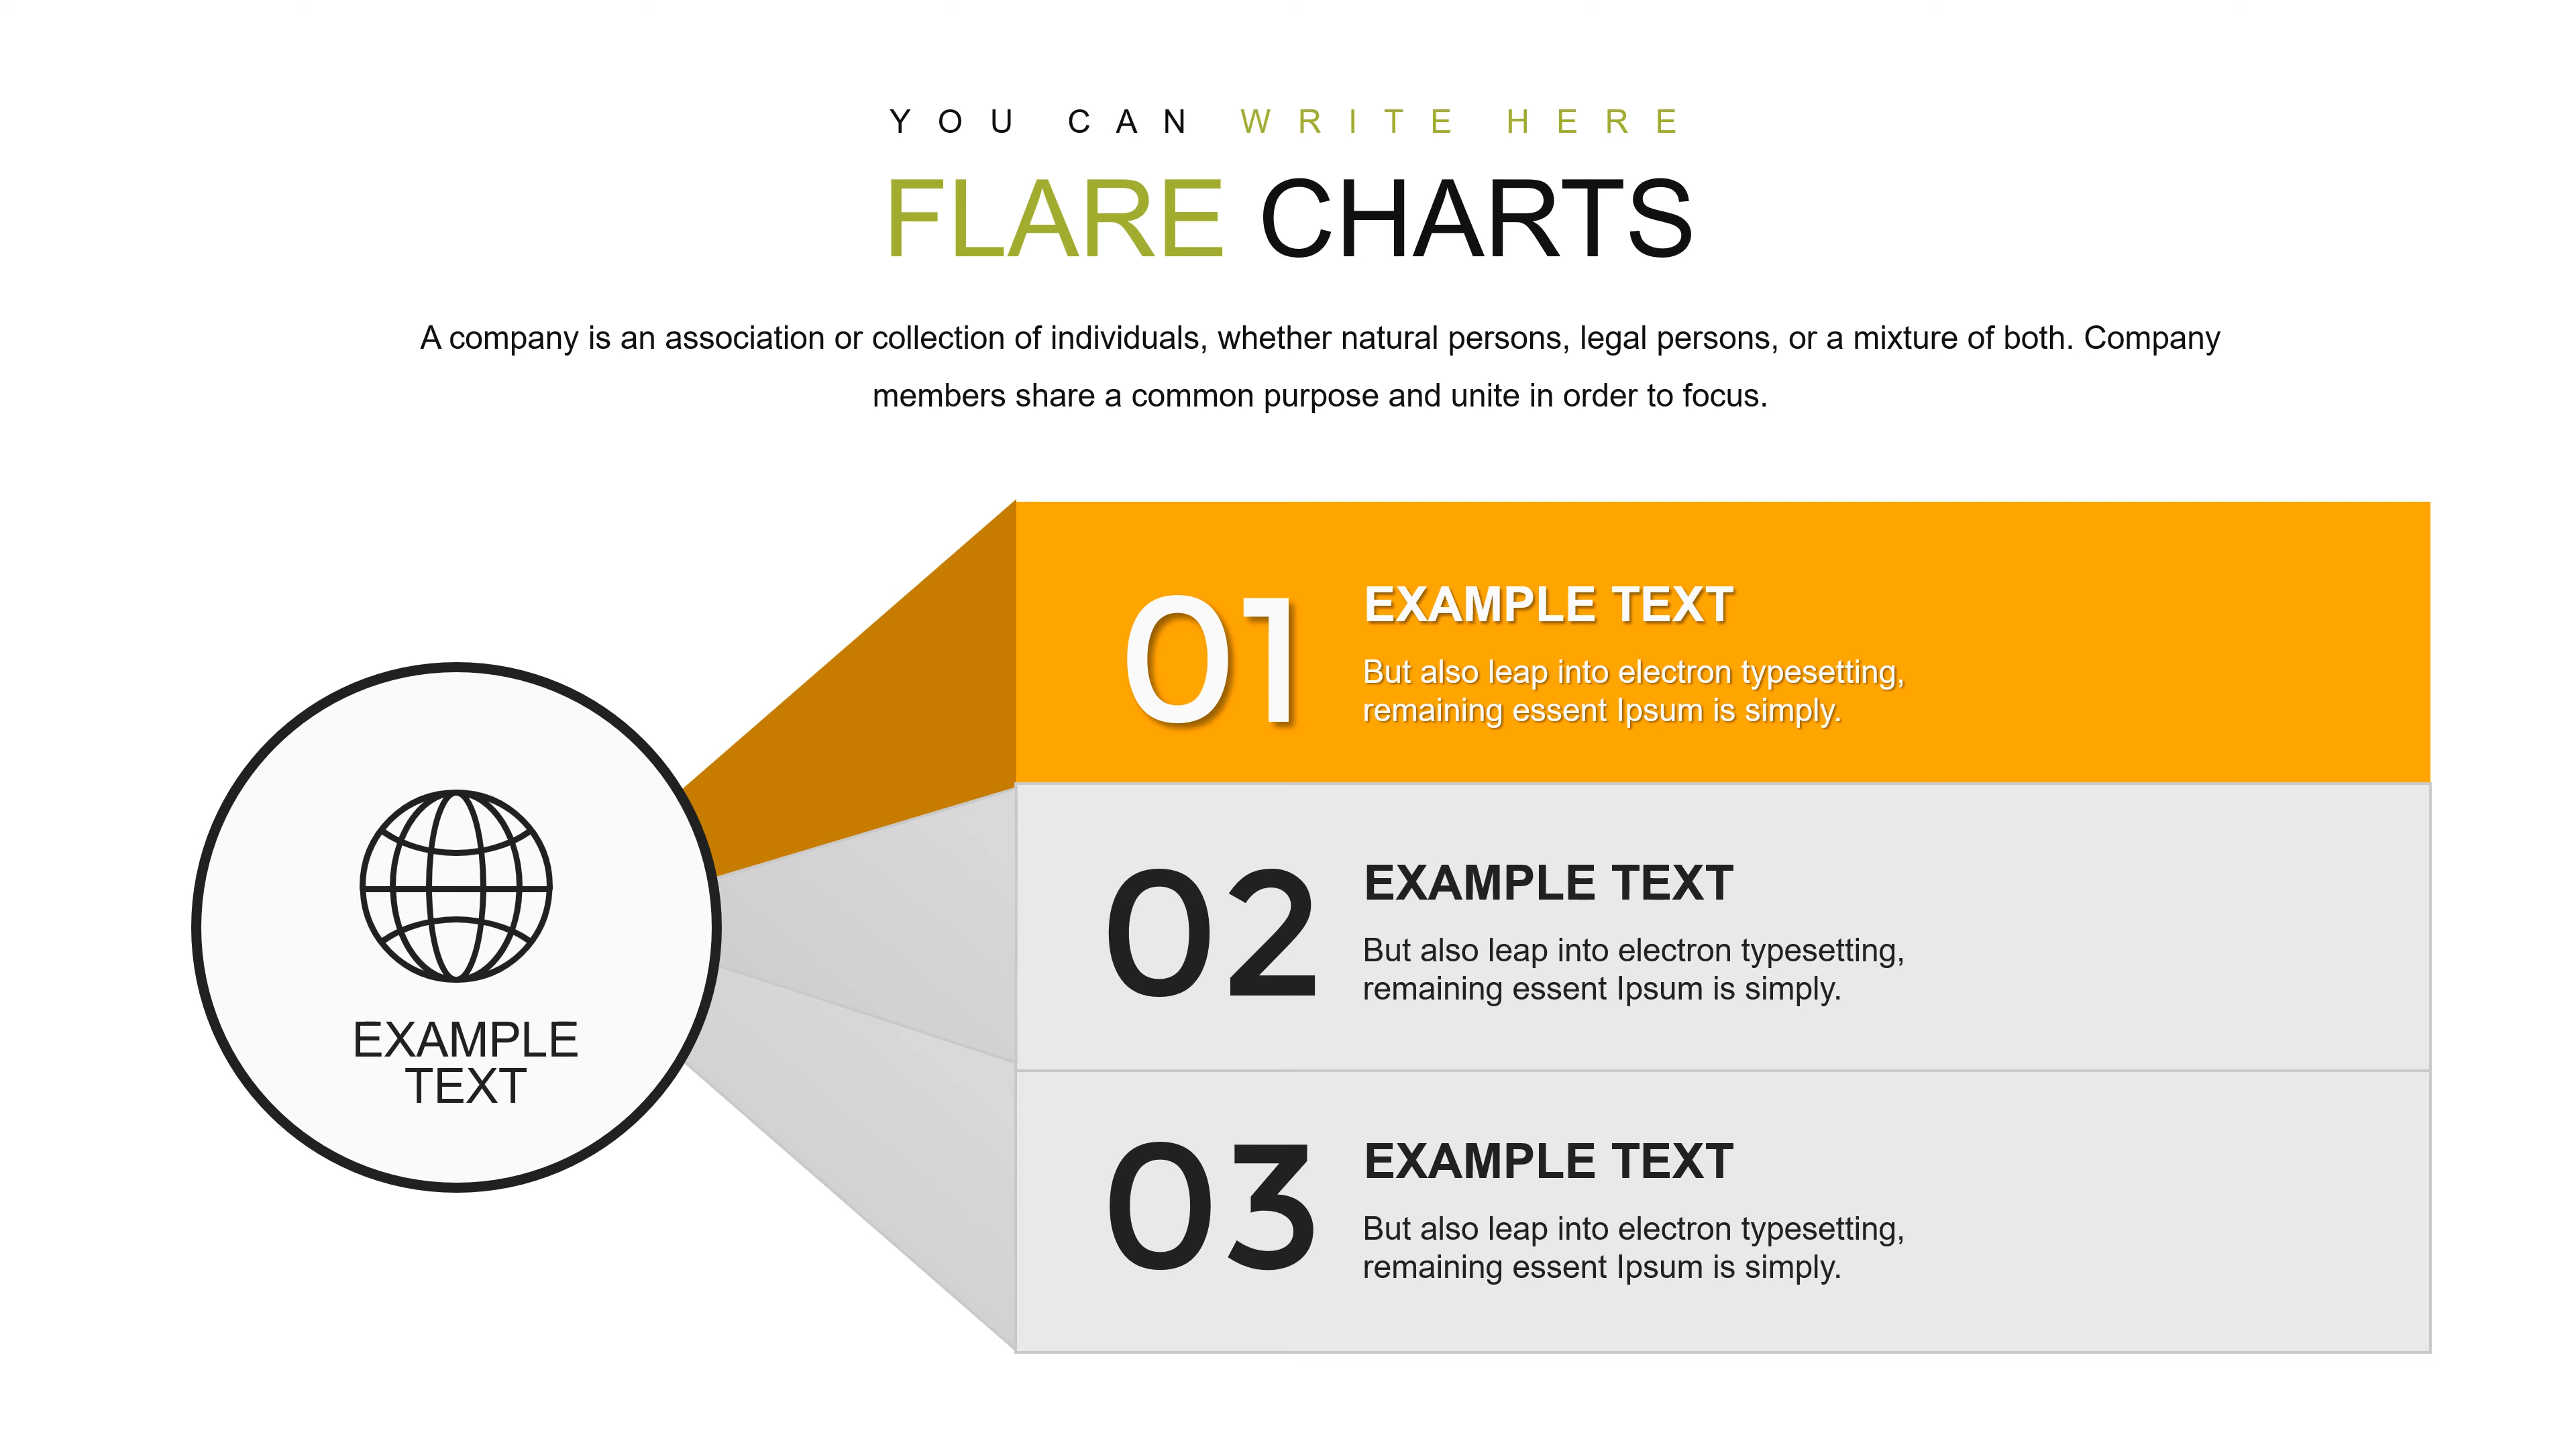 YOU CAN WRITE HERE
FLARE CHARTS
A company is an association or collection of individuals, whether natural persons, legal persons, or a mixture of both. Company
members share a common purpose and unite in order to focus.
EXAMPLE
TEXT
01
EXAMPLE TEXT
But also leap into electron typesetting,
remaining essent Ipsum is simply.
02
EXAMPLE TEXT
But also leap into electron typesetting,
remaining essent Ipsum is simply.
03
EXAMPLE TEXT
But also leap into electron typesetting,
remaining essent Ipsum is simply.